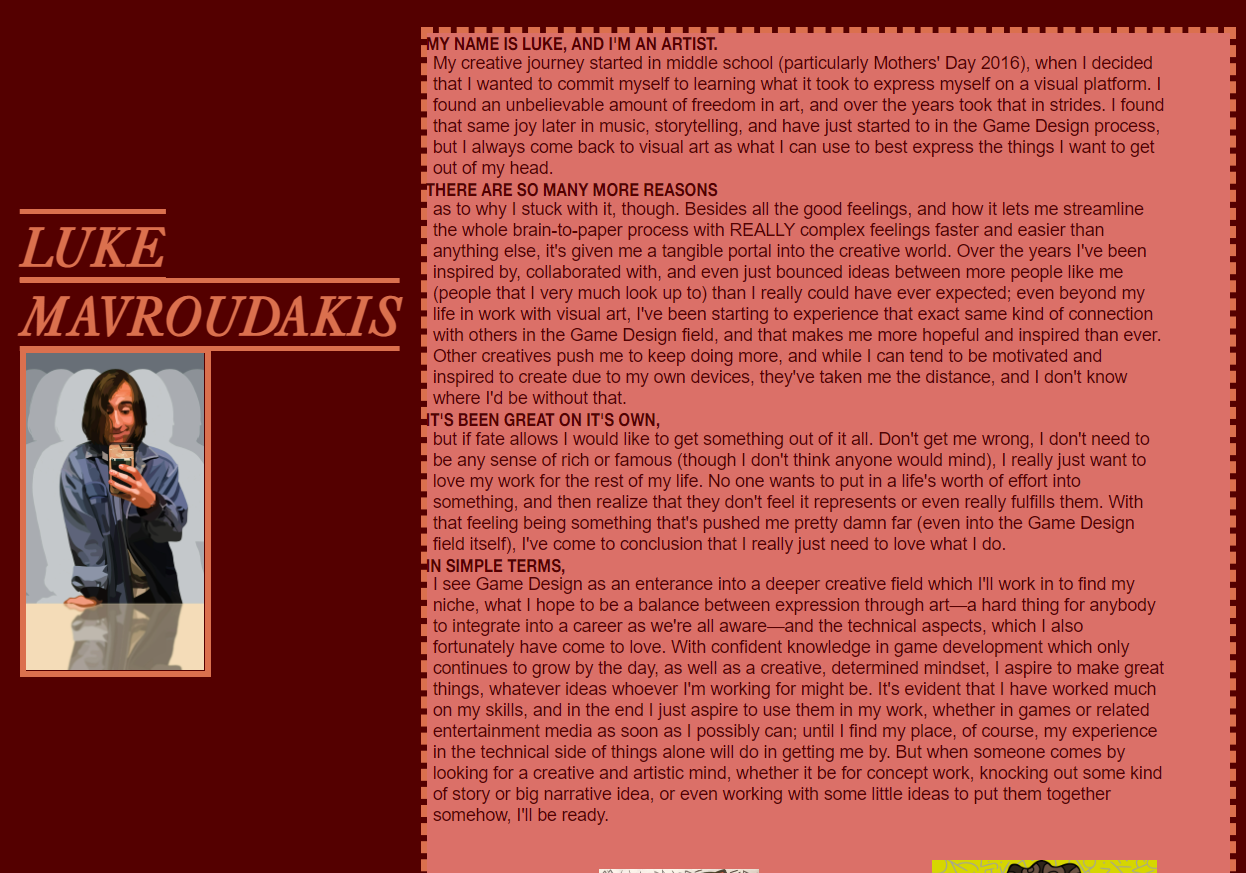 LUKE
MAVROUDAKIS
MY NAME IS LUKE, AND I'M AN ARTIST.
My creative journey started in middle school (particularly Mothers' Day 2016), when I decided
that I wanted to commit myself to learning what it took to express myself on a visual platform. I
found an unbelievable amount of freedom in art, and over the years took that in strides. I found
that same joy later in music, storytelling, and have just started to in the Game Design process,
but I always come back to visual art as what I can use to best express the things I want to get
out of my head.
THERE ARE SO MANY MORE REASONS
as to why I stuck with it, though. Besides all the good feelings, and how it lets me streamline
the whole brain-to-paper process with REALLY complex feelings faster and easier than
anything else, it's given me a tangible portal into the creative world. Over the years I've been
inspired by, collaborated with, and even just bounced ideas between more people like me
(people that I very much look up to) than I really could have ever expected; even beyond my
life in work with visual art, I've been starting to experience that exact same kind of connection
with others in the Game Design field, and that makes me more hopeful and inspired than ever.
Other creatives push me to keep doing more, and while I can tend to be motivated and
inspired to create due to my own devices, they've taken me the distance, and I don't know
where I'd be without that.
IT'S BEEN GREAT ON IT'S OWN,
but if fate allows I would like to get something out of it all. Don't get me wrong, I don't need to
be any sense of rich or famous (though I don't think anyone would mind), I really just want to
love my work for the rest of my life. No one wants to put in a life's worth of effort into
something, and then realize that they don't feel it represents or even really fulfills them. With
that feeling being something that's pushed me pretty damn far (even into the Game Design
field itself), I've come to conclusion that I really just need to love what I do.
IN SIMPLE TERMS,
I see Game Design as an enterance into a deeper creative field which I'll work in to find my
niche, what I hope to be a balance between expression through art—a hard thing for anybody
to integrate into a career as we're all aware—and the technical aspects, which I also
fortunately have come to love. With confident knowledge in game development which only
continues to grow by the day, as well as a creative, determined mindset, I aspire to make great
things, whatever ideas whoever I'm working for might be. It's evident that I have worked much
on my skills, and in the end I just aspire to use them in my work, whether in games or related
entertainment media as soon as I possibly can; until I find my place, of course, my experience
in the technical side of things alone will do in getting me by. But when someone comes by
looking for a creative and artistic mind, whether it be for concept work, knocking out some kind
of story or big narrative idea, or even working with some little ideas to put them together
somehow, I'll be ready.